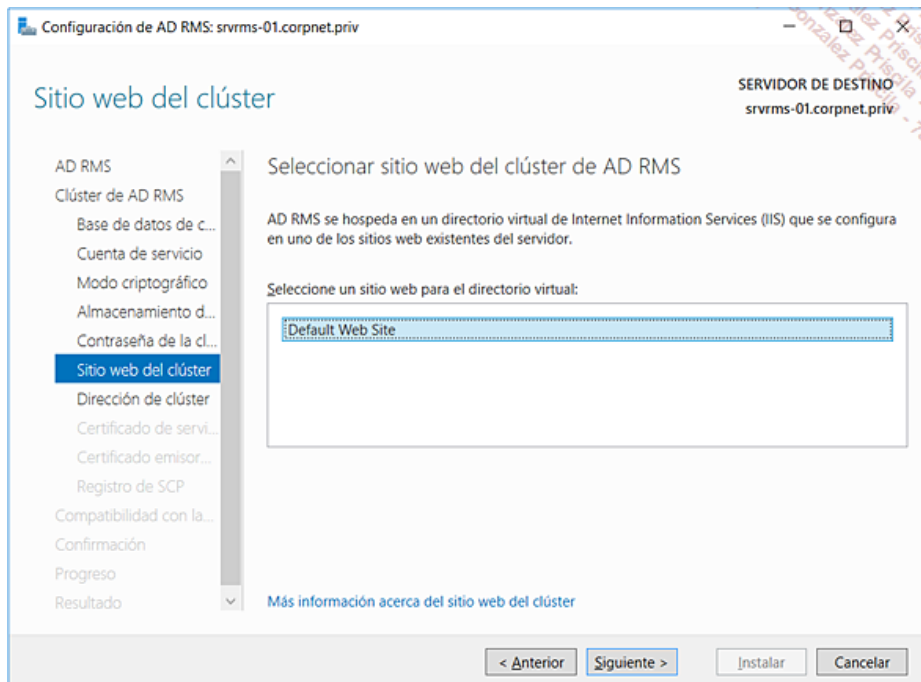 Configuración de AD RMS: srvrms-01.corpnet.priv
Sitio web del clúster
SERVIDOR DE DESTINO
srvrms-01.corpnet.priv
AD RMS
Clúster de AD RMS
Base de datos de c...
Cuenta de servicio
Modo criptográfico
Almacenamiento d...
Contraseña de la cl...
Sitio web del clúster
Dirección de clúster
Certificado de servi...
Certificado emisor...
Registro de SCP
Compatibilidad con la...
Confirmación
Progreso
Resultado
Seleccionar sitio web del clúster de AD RMS
AD RMS se hospeda en un directorio virtual de Internet Information Services (IIS) que se configura
en uno de los sitios web existentes del servidor.
Seleccione un sitio web para el directorio virtual:
Default Web Site
Más información acerca del sitio web del clúster
< Anterior
Siguiente >
Instalar
Cancelar